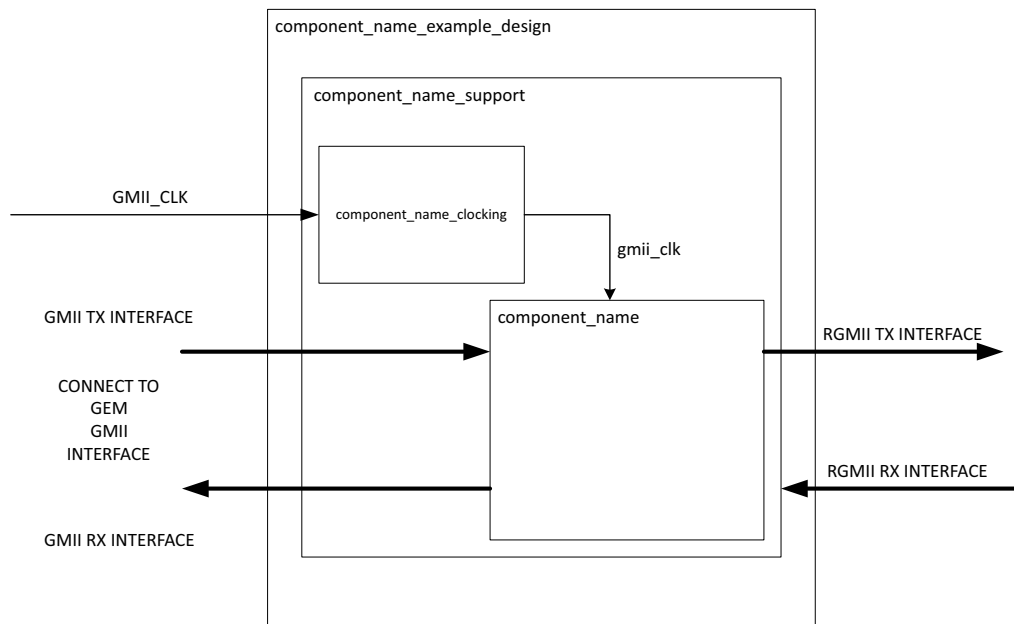 component_name_example_design
component_name_support
GMII_CLK
component_name_clocking
gmii_clk
GMII TX INTERFACE
component_name
RGMII TX INTERFACE
CONNECT TO
GEM
GMII
INTERFACE
RGMII RX INTERFACE
GMII RX INTERFACE